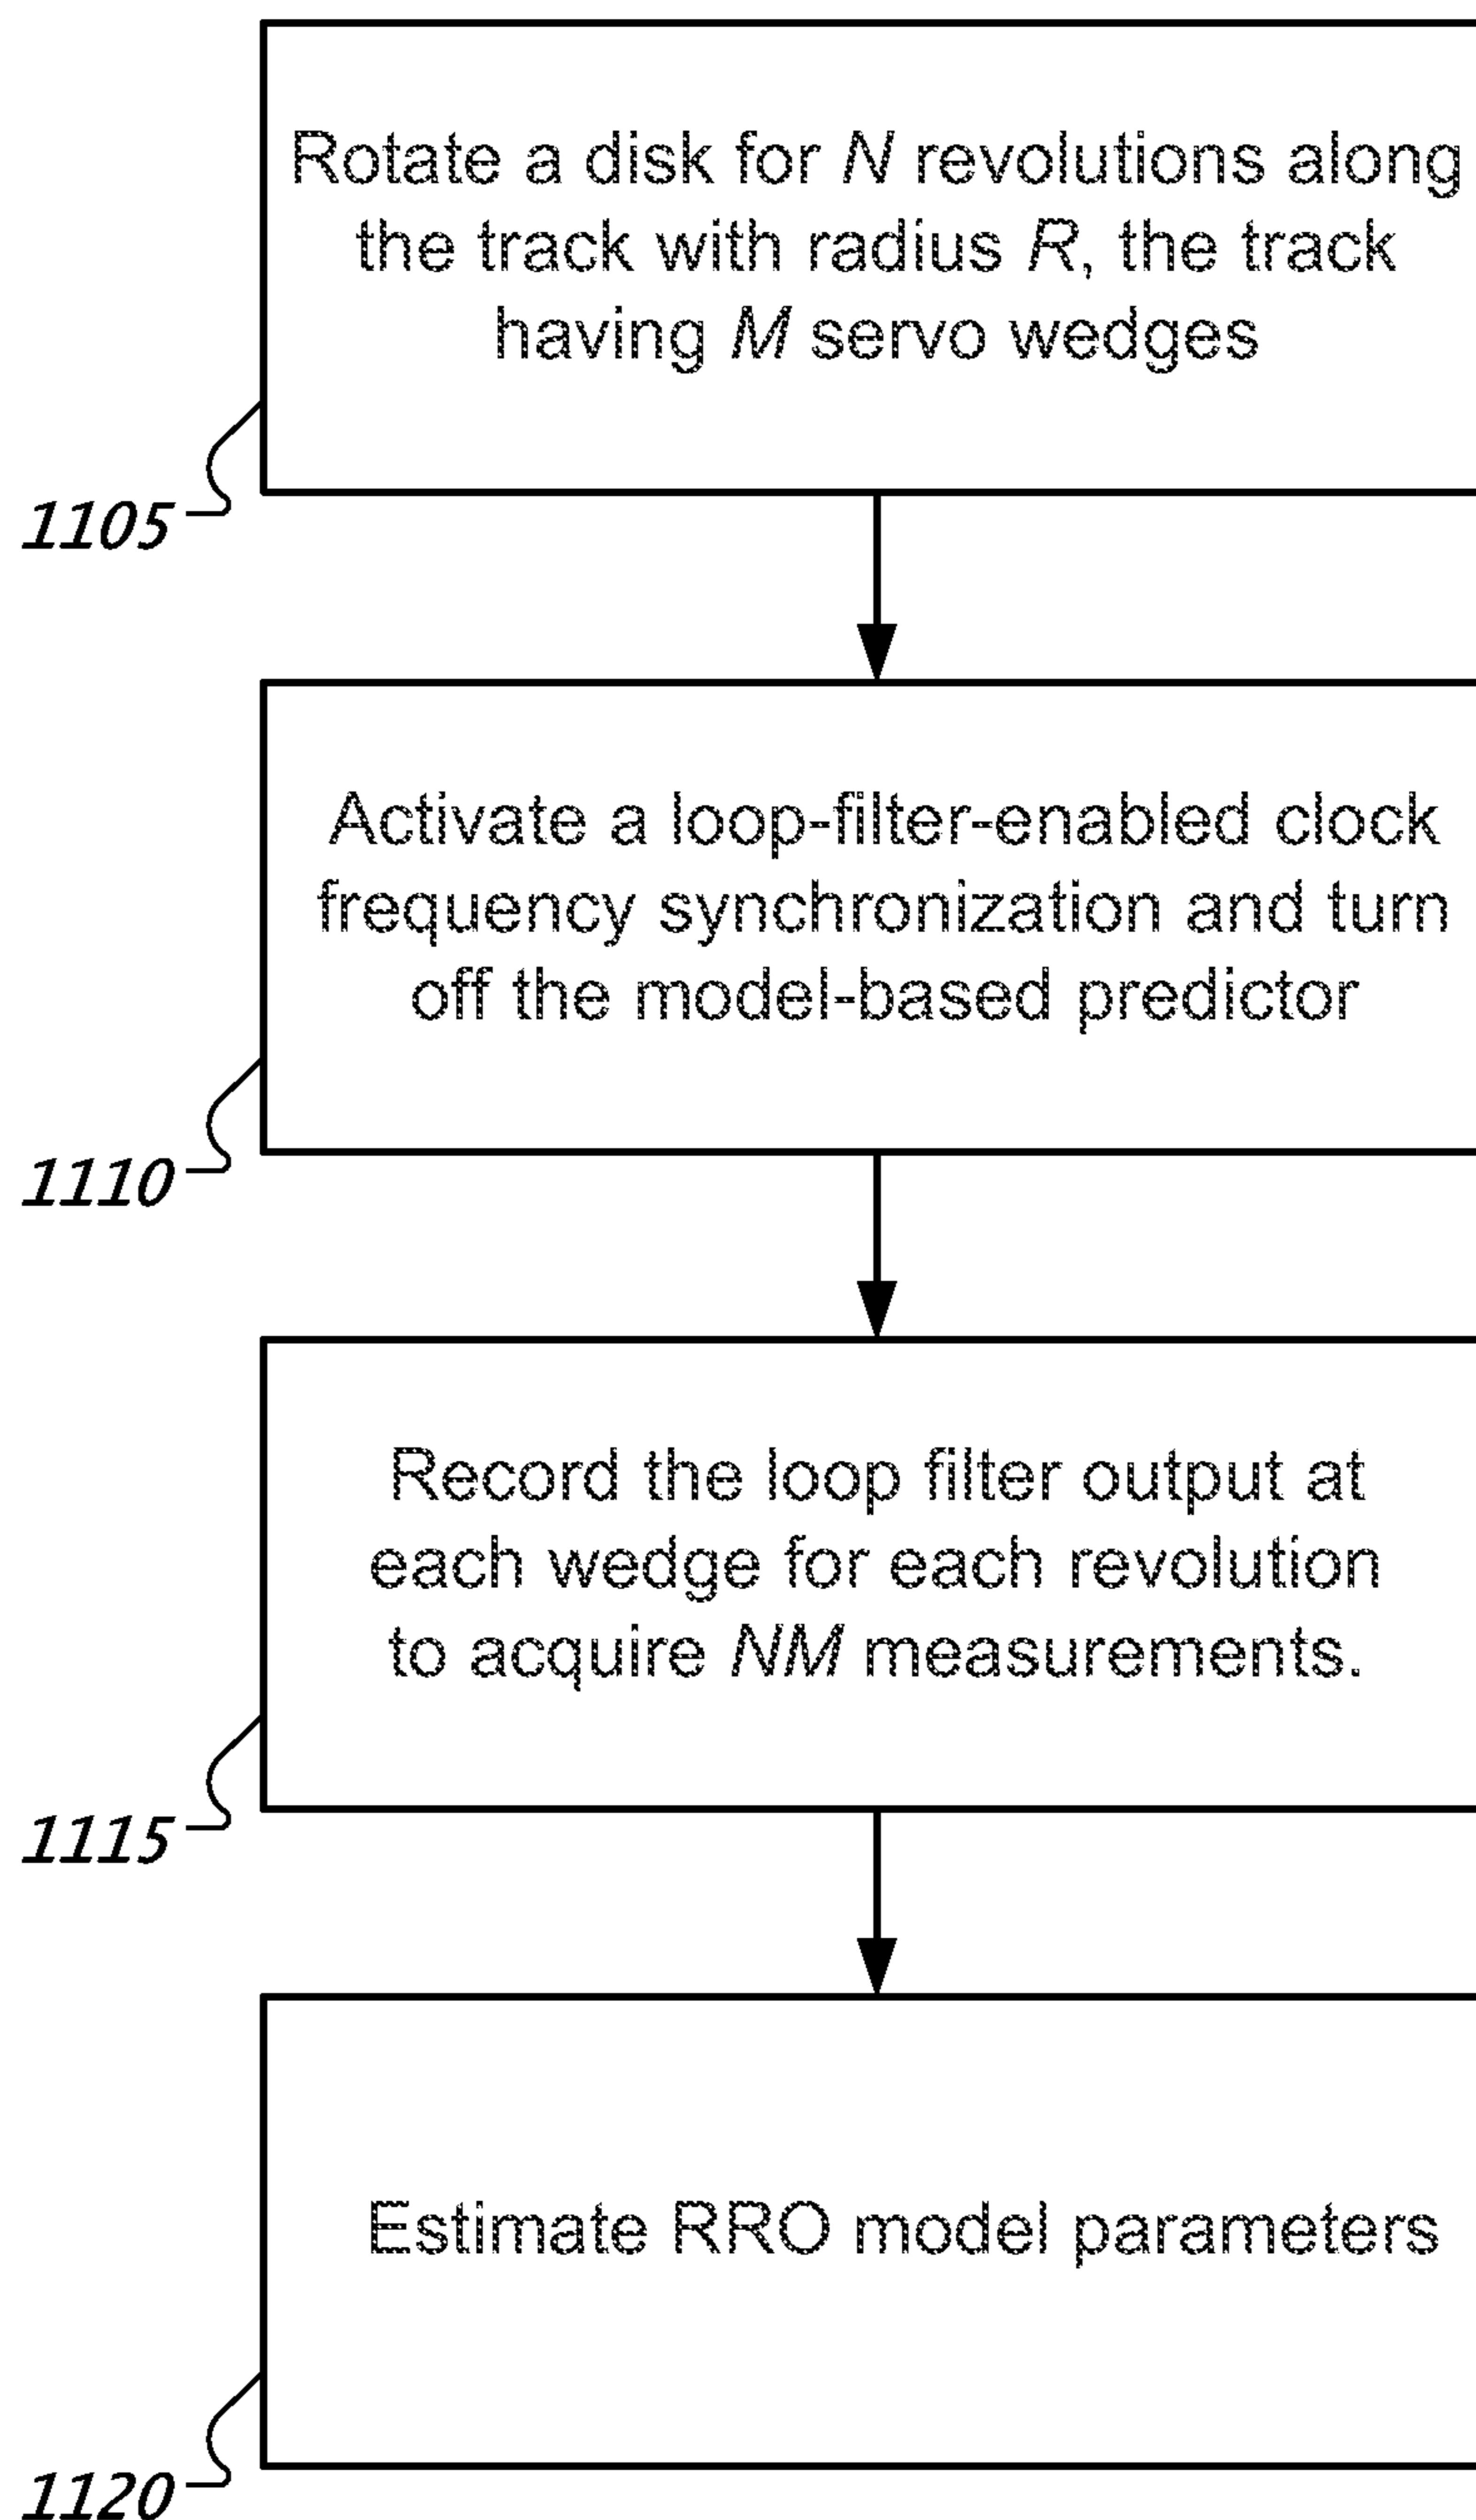 Rotate a disk for N revolutions along
the track with radius R, the track
having M servo wedges
1105
Activate a loop-filter-enabled clock
frequency synchronization and turn
off the model-based predictor
1110
Record the loop filter output at
each wedge for each revolution
to acquire NM measurements.
1115
Estimate RRO model parameters
1120